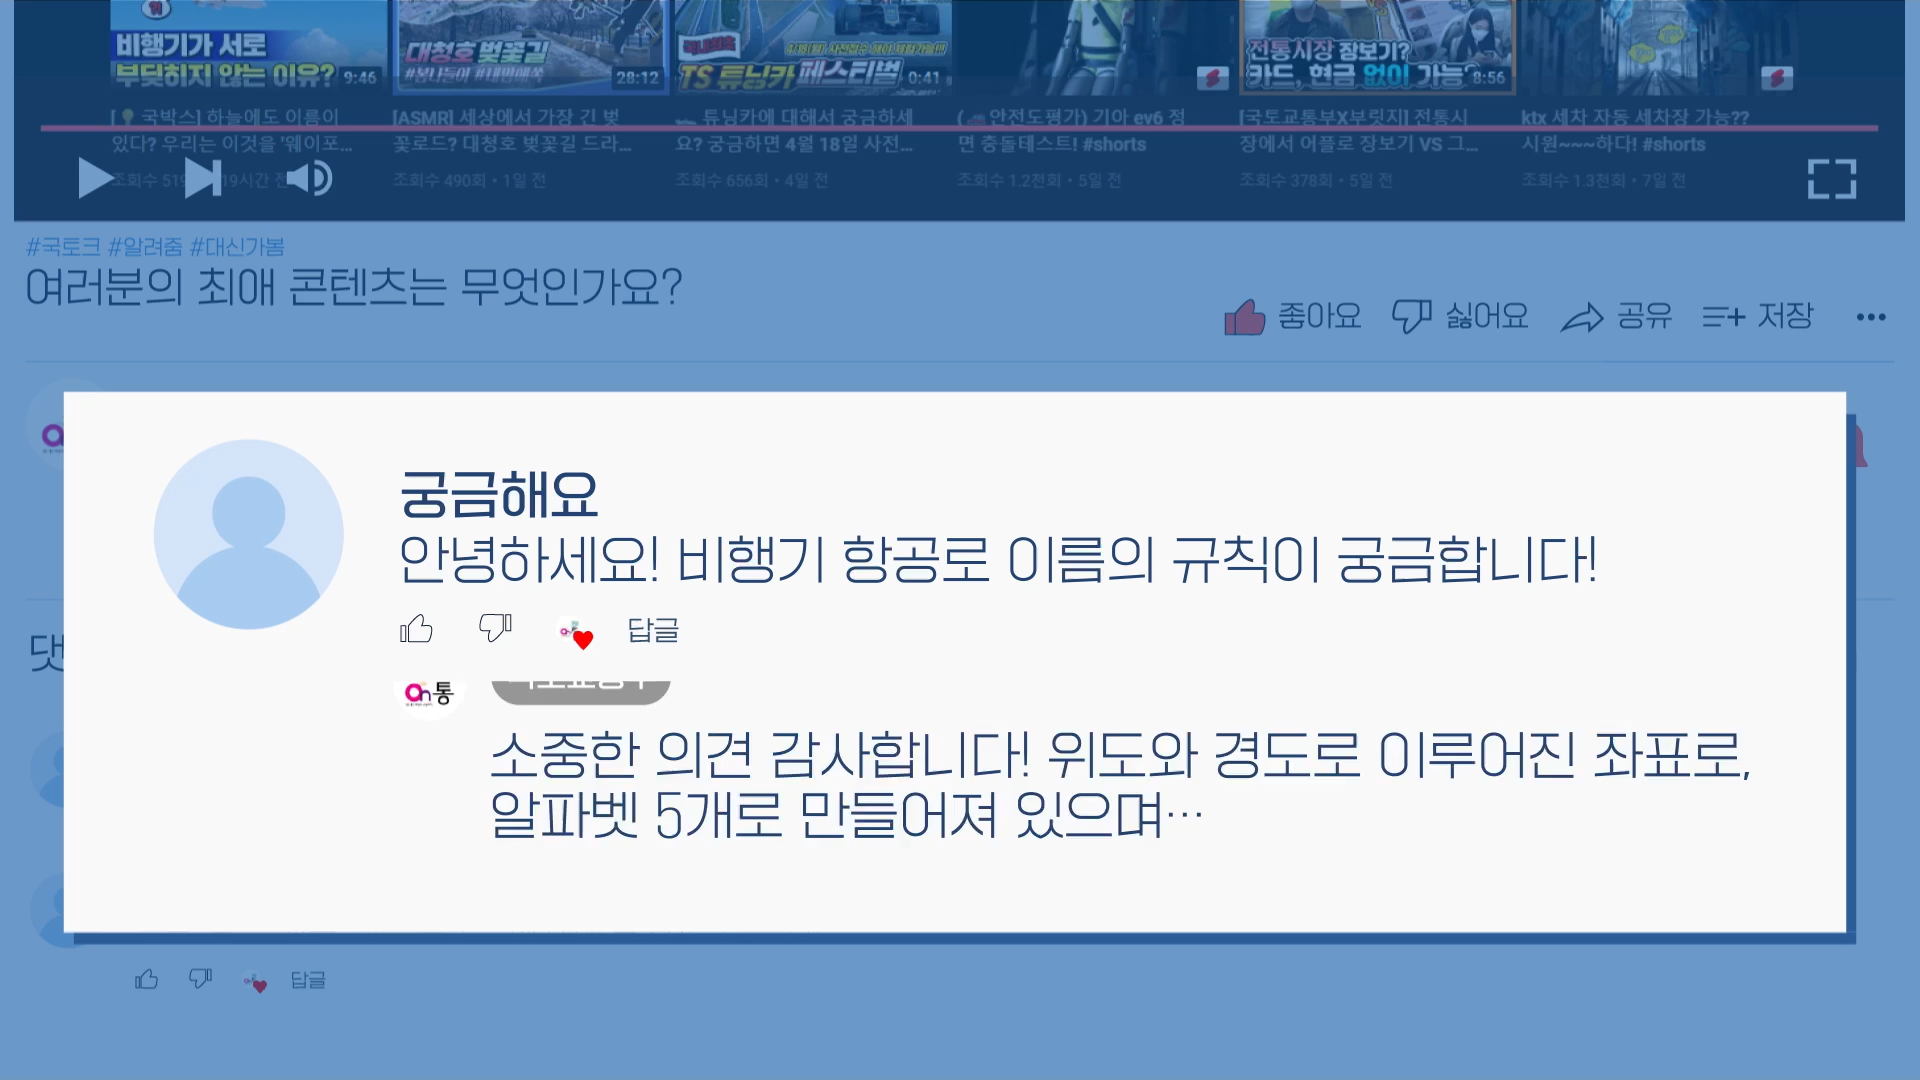 비행기가 서로
부딪히지 않는 이유?
9:46
대청호 벚꽃길
28:12
TS 튜닝카 페스티벌
0:41
전통시장 장보기?
카드, 현금 없이 가능?
8:56
국박스] 하늘에도 이름이
있다? 우리는 이것을 '웨이포...
[ASMR] 세상에서 가장 긴 벚
꽃로드? 대청호 벚꽃길 드라...
조회수 490회 • 1일 전
튜닝카에 대해서 궁금하세
요? 궁금하면 4월 18일 사전...
조회수 656회 • 4일 전
안전도평가) 기아 ev6 정
면 충돌테스트! #shorts
조회수 1.2천회 • 5일 전
[국토교통부X부릿지] 전통시
장에서 어플로 장보기 VS 그...
조회수 378회 • 5일 전
ktx 세차 자동 세차장 가능??
시원~~~하다! #shorts
조회수 1.3천회 • 7일 전
#국토크 #알려줌 #대신가봄
여러분의 최애 콘텐츠는 무엇인가요?
좋아요 싫어요 공유 저장
궁금해요
안녕하세요! 비행기 항공로 이름의 규칙이 궁금합니다!
답글
on통
소중한 의견 감사합니다! 위도와 경도로 이루어진 좌표로,
알파벳 5개로 만들어져 있으며…
답글